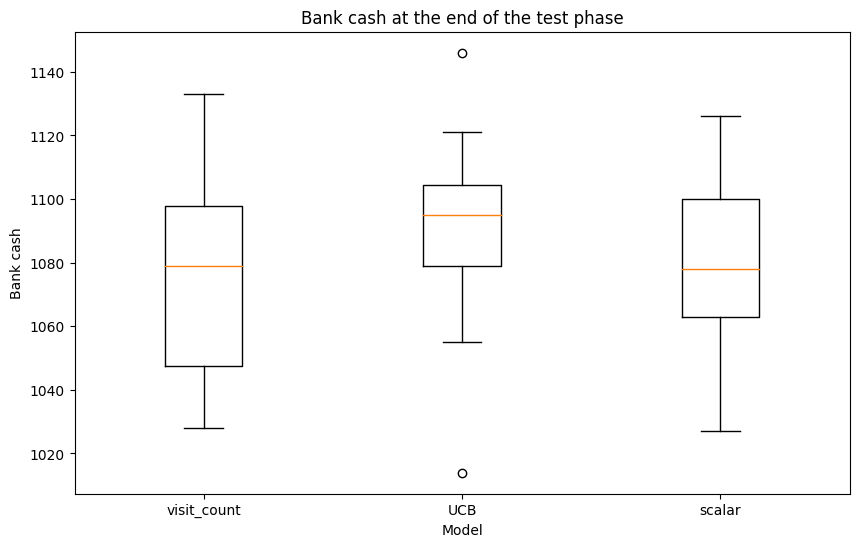 Bank cash at the end of the test phase
1140
1120
1100
1080
1060
1040
1020
Bank cash
visit_count
UCB
scalar
Model